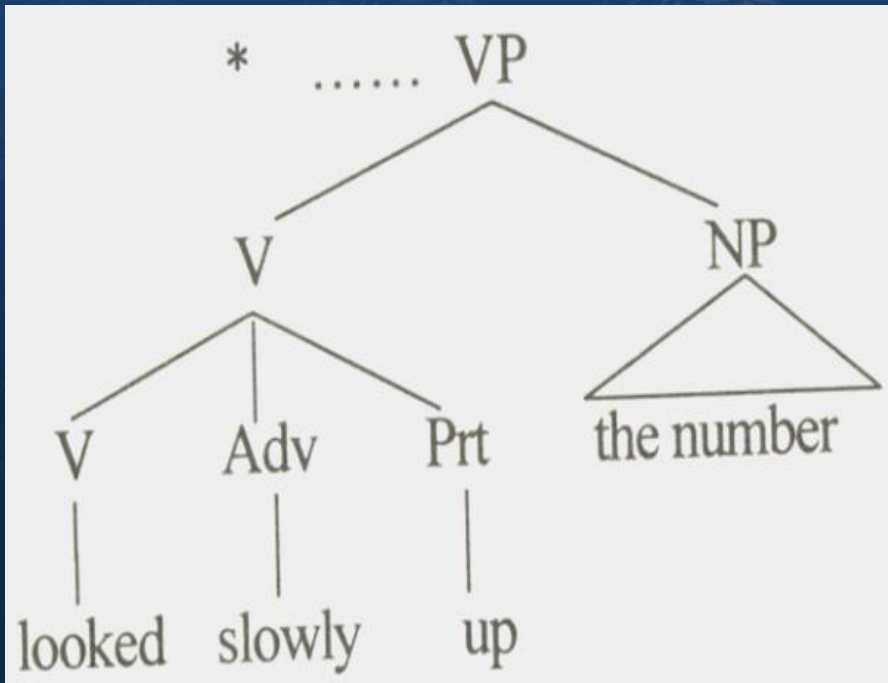 * ...... VP
V NP
V Adv Prt the number
looked slowly up